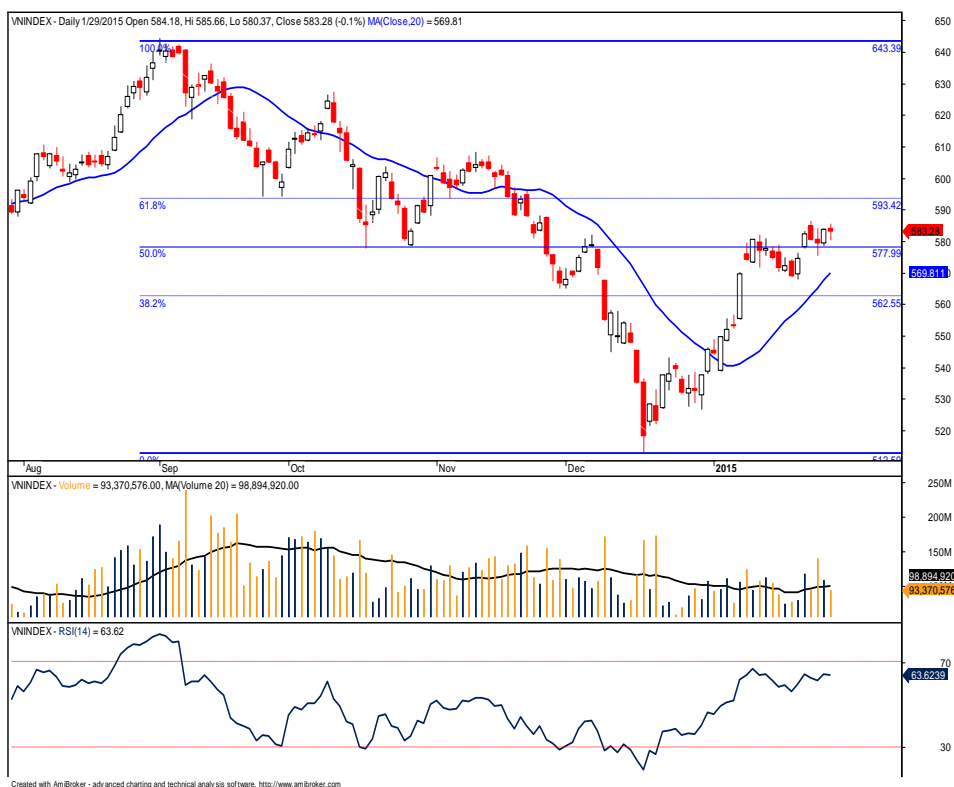 VNINDEX - Daily 1/29/2015 Open 584.18, Hi 585.66, Lo 580.37, Close 583.28 (-0.1%) MA(Close,20) = 569.81
650
100.0%
643.39
640
630
620
610
600
61.8%
593.42
590
583.28
580
50.0%
577.99
569.811
38.2%
562.55
560
550
540
530
520
0.0%
512.59
Aug
Sep
Oct
Nov
Dec
2015
VNINDEX - Volume = 93,370,576.00, MA(Volume 20) = 98,894,920.00
250M
200M
150M
98,894,920
93,370,576
VNINDEX - RSI(14) = 63.62
70
63.6239
30
Created with AmiBroker - advanced charting and technical analysis software. http://www.amibroker.com